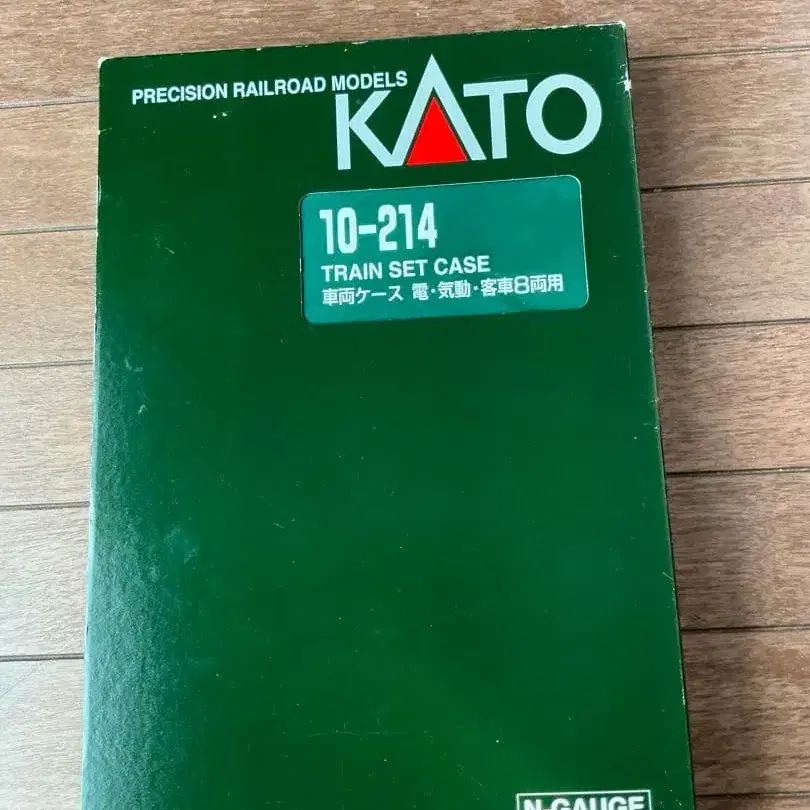 PRECISION RAILROAD MODELS
KATO
10-214
TRAIN SET CASE
車両ケース 電・気動・客車8両用
N-GAUGE